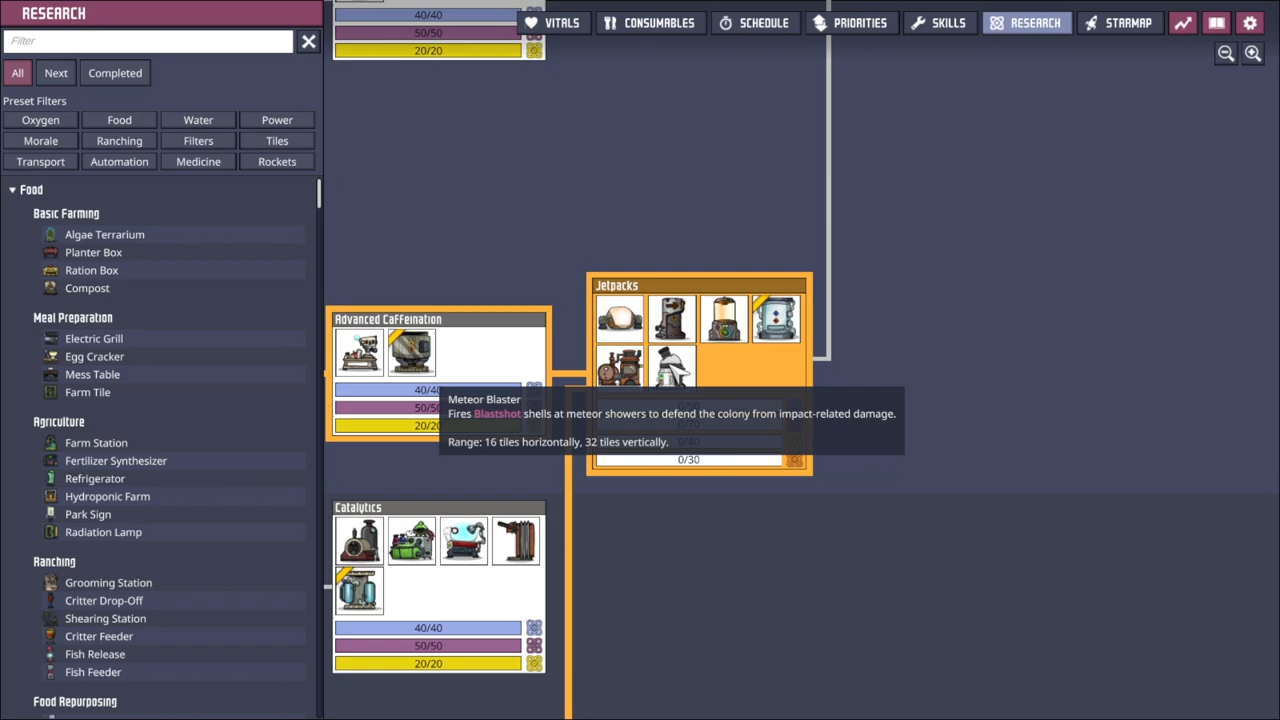 RESEARCH
VITALS
CONSUMABLES
SCHEDULE
PRIORITIES
SKILLS
RESEARCH
STARMAP
Filter
All
Next
Completed
Preset Filters
Oxygen
Food
Water
Power
Morale
Ranching
Filters
Tiles
Transport
Automation
Medicine
Rockets
Food
Basic Farming
Algae Terrarium
Planter Box
Ration Box
Compost
Meal Preparation
Electric Grill
Egg Cracker
Mess Table
Farm Tile
Agriculture
Farm Station
Fertilizer Synthesizer
Refrigerator
Hydroponic Farm
Park Sign
Radiation Lamp
Ranching
Grooming Station
Critter Drop-Off
Shearing Station
Critter Feeder
Fish Release
Fish Feeder
Food Repurposing
40/40
50/50
20/20
Advanced Caffeination
40/40
50/50
20/20
Jetpacks
0/40
0/30
Meteor Blaster
Fires Blastshot shells at meteor showers to defend the colony from impact-related damage.
Range: 16 tiles horizontally, 32 tiles vertically.
Catalytics
40/40
50/50
20/20